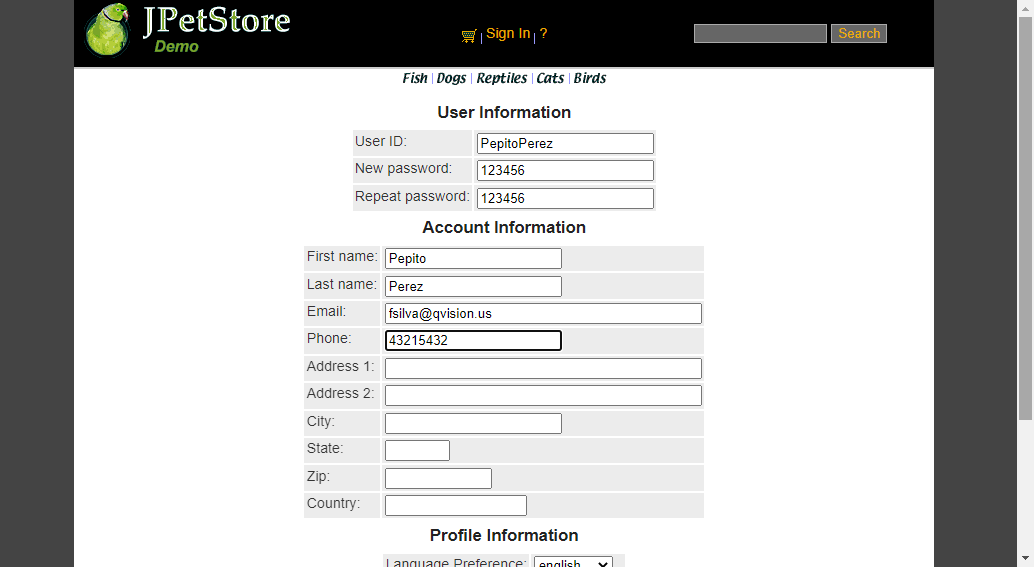 JPetStore
Demo
Sign In | ?
Search
Fish | Dogs | Reptiles | Cats | Birds
User Information
User ID: PepitoPerez
New password: 123456
Repeat password: 123456
Account Information
First name: Pepito
Last name: Perez
Email: fsilva@qvision.us
Phone: 43215432
Address 1:
Address 2:
City:
State:
Zip:
Country:
Profile Information
Language Preference: english